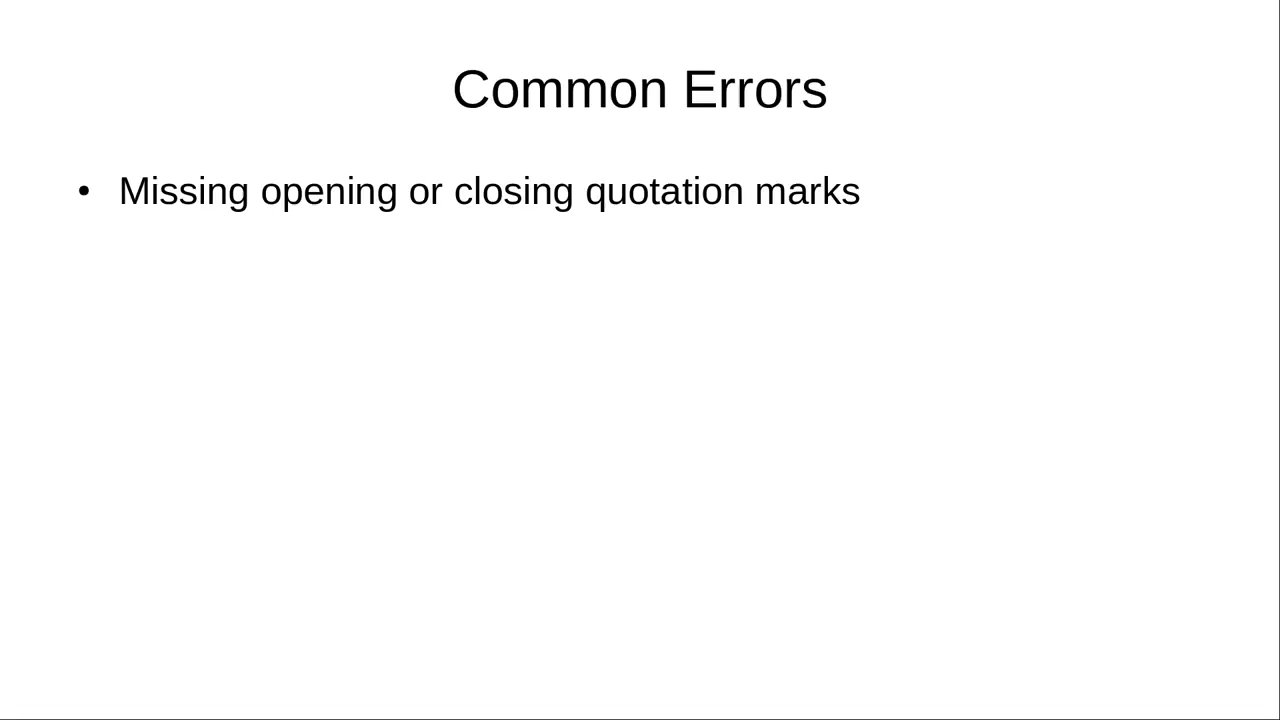 Common Errors
• Missing opening or closing quotation marks